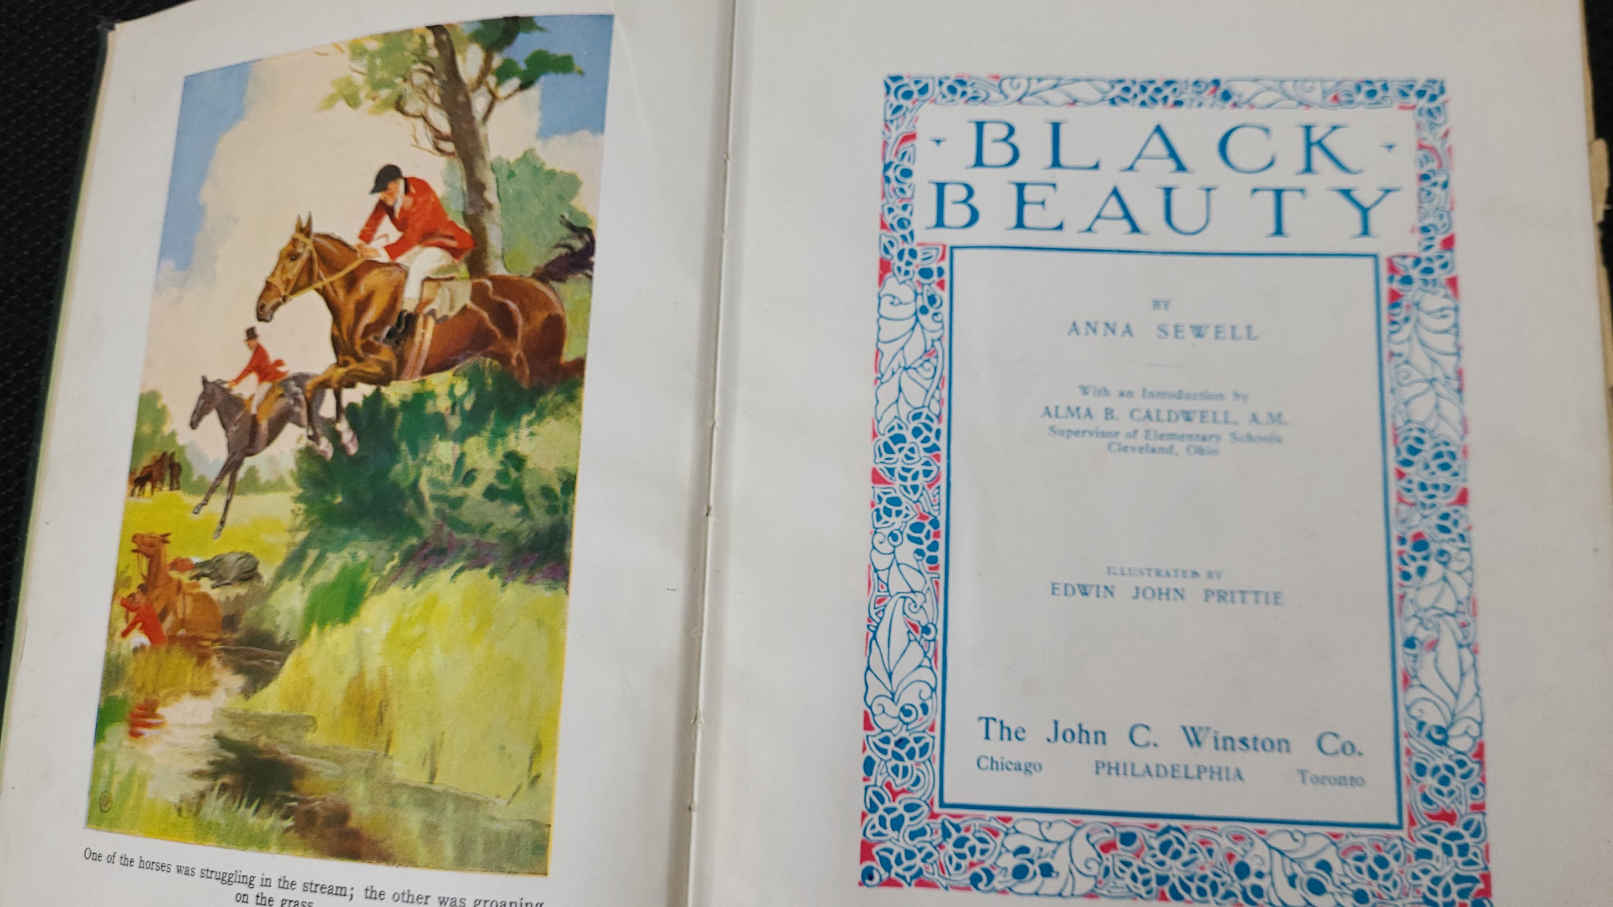 One of the horses was struggling in the stream; the other was groaning
on the grass
· BLACK ·
BEAUTY
BY
ANNA SEWELL
With an Introduction by
ALMA B. CALDWELL, A.M.
Supervisor of Elementary Schools
Cleveland, Ohio
ILLUSTRATED BY
EDWIN JOHN PRITTIE
The John C. Winston Co.
Chicago PHILADELPHIA Toronto